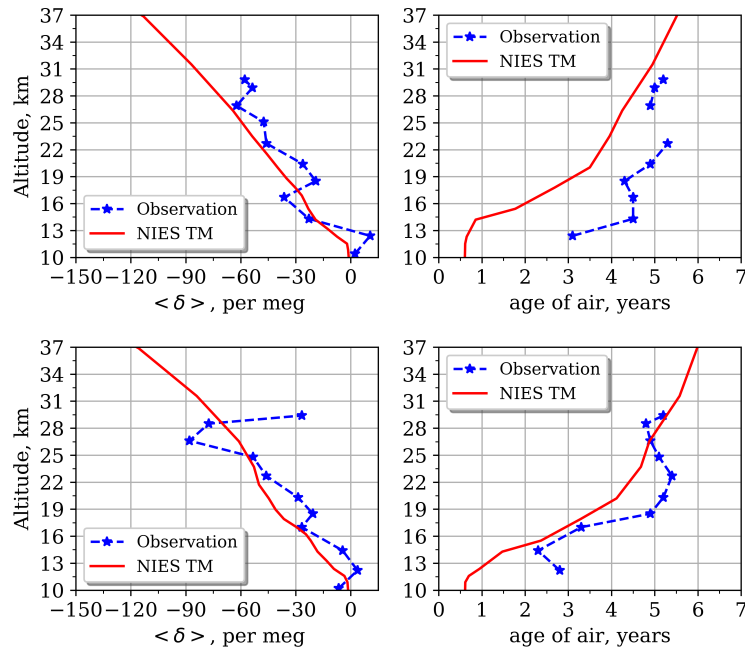 37
34
31
28
25
22
19
16
13
10
Altitude, km
Observation
NIES TM
−150 −120 −90 −60 −30 0
< δ > , per meg
37
34
31
28
25
22
19
16
13
10
Observation
NIES TM
0 1 2 3 4 5 6 7
age of air, years
37
34
31
28
25
22
19
16
13
10
Altitude, km
Observation
NIES TM
−150 −120 −90 −60 −30 0
< δ > , per meg
37
34
31
28
25
22
19
16
13
10
Observation
NIES TM
0 1 2 3 4 5 6 7
age of air, years